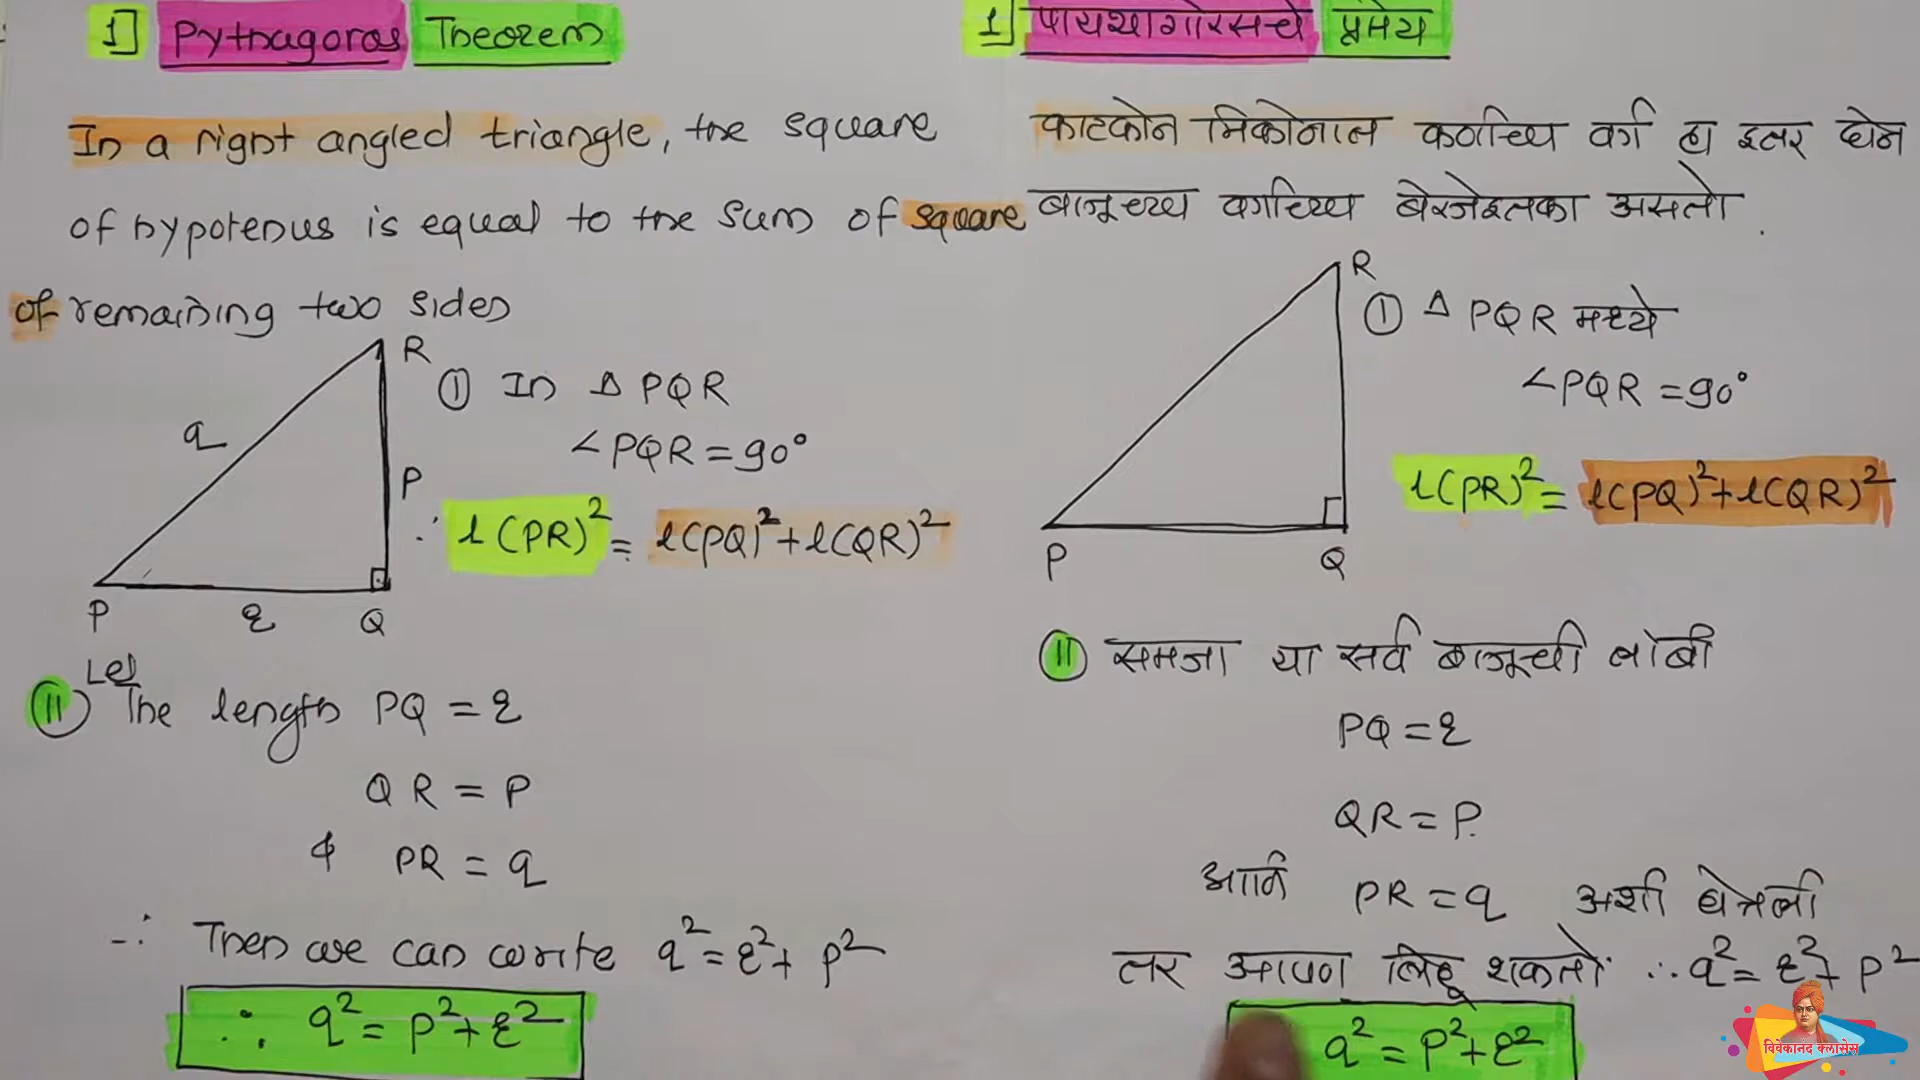 1] Pythagoras Theorem
In a right angled triangle, the square
of hypotenus is equal to the sum of square
of remaining two sides
R
q
P
P
r
Q
① In △ PQR
∠PQR = 90°
∴ l(PR)² = l(PQ)² + l(QR)²
Let
⑪ The length PQ = r
QR = P
& PR = q
∴ Then we can write q² = r² + p²
∴ q² = p² + r²
1] पायथागोरसचे प्रमेय
काटकोन त्रिकोनात कर्णाच्या वर्ग हा इतर दोन
बाजूच्या वर्गाच्या बेरजेइतका असतो.
R
P
Q
① △ PQR मध्ये
∠PQR = 90°
l(PR)² = l(PQ)² + l(QR)²
⑪ समजा या सर्व बाजूची लांबी
PQ = r
QR = P.
आणि PR = q अशी घेतली
तर आपण लिहू शकतो ∴ q² = r² + p²
q² = p² + r²
विवेकानंद क्लासेस